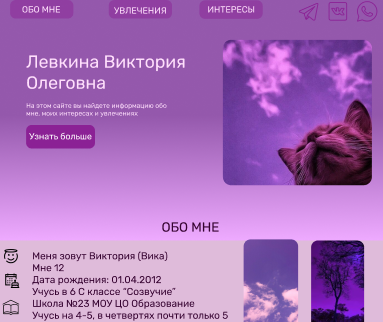 ОБО МНЕ
УВЛЕЧЕНИЯ
ИНТЕРЕСЫ
Левкина Виктория
Олеговна
На этом сайте вы найдете информацию обо
мне, моих интересах и увлечениях
Узнать больше
ОБО МНЕ
Меня зовут Виктория (Вика)
Мне 12
Дата рождения: 01.04.2012
Учусь в 6 С классе "Созвучие"
Школа №23 МОУ ЦО Образование
Учусь на 4-5, в четвертях почти только 5